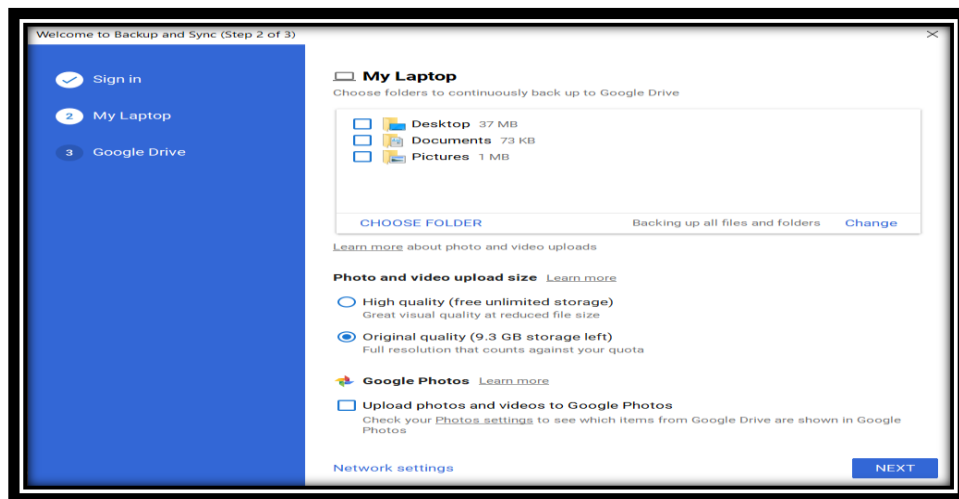 Welcome to Backup and Sync (Step 2 of 3)
Sign in
2 My Laptop
3 Google Drive
My Laptop
Choose folders to continuously back up to Google Drive
Desktop 37 MB
Documents 73 KB
Pictures 1 MB
CHOOSE FOLDER Backing up all files and folders Change
Learn more about photo and video uploads
Photo and video upload size Learn more
High quality (free unlimited storage)
Great visual quality at reduced file size
Original quality (9.3 GB storage left)
Full resolution that counts against your quota
Google Photos Learn more
Upload photos and videos to Google Photos
Check your Photos settings to see which items from Google Drive are shown in Google
Photos
Network settings NEXT